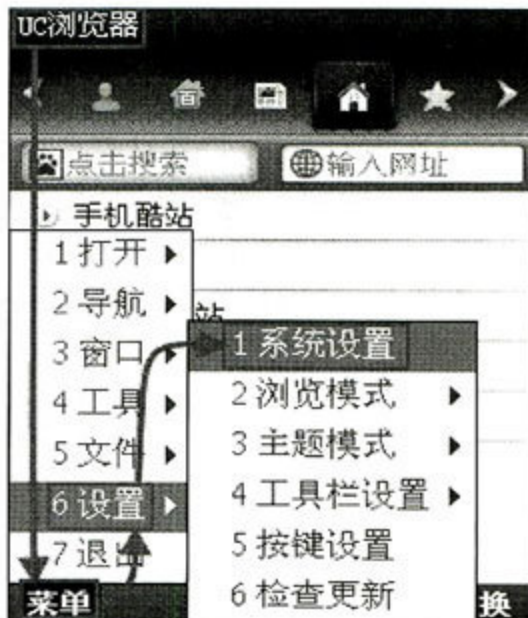 UC浏览器
点击搜索
输入网址
手机酷站
1 打开
2 导航
3 窗口
4 工具
5 文件
6 设置
7 退出
站
1 系统设置
2 浏览模式
3 主题模式
4 工具栏设置
5 按键设置
6 检查更新
菜单
换